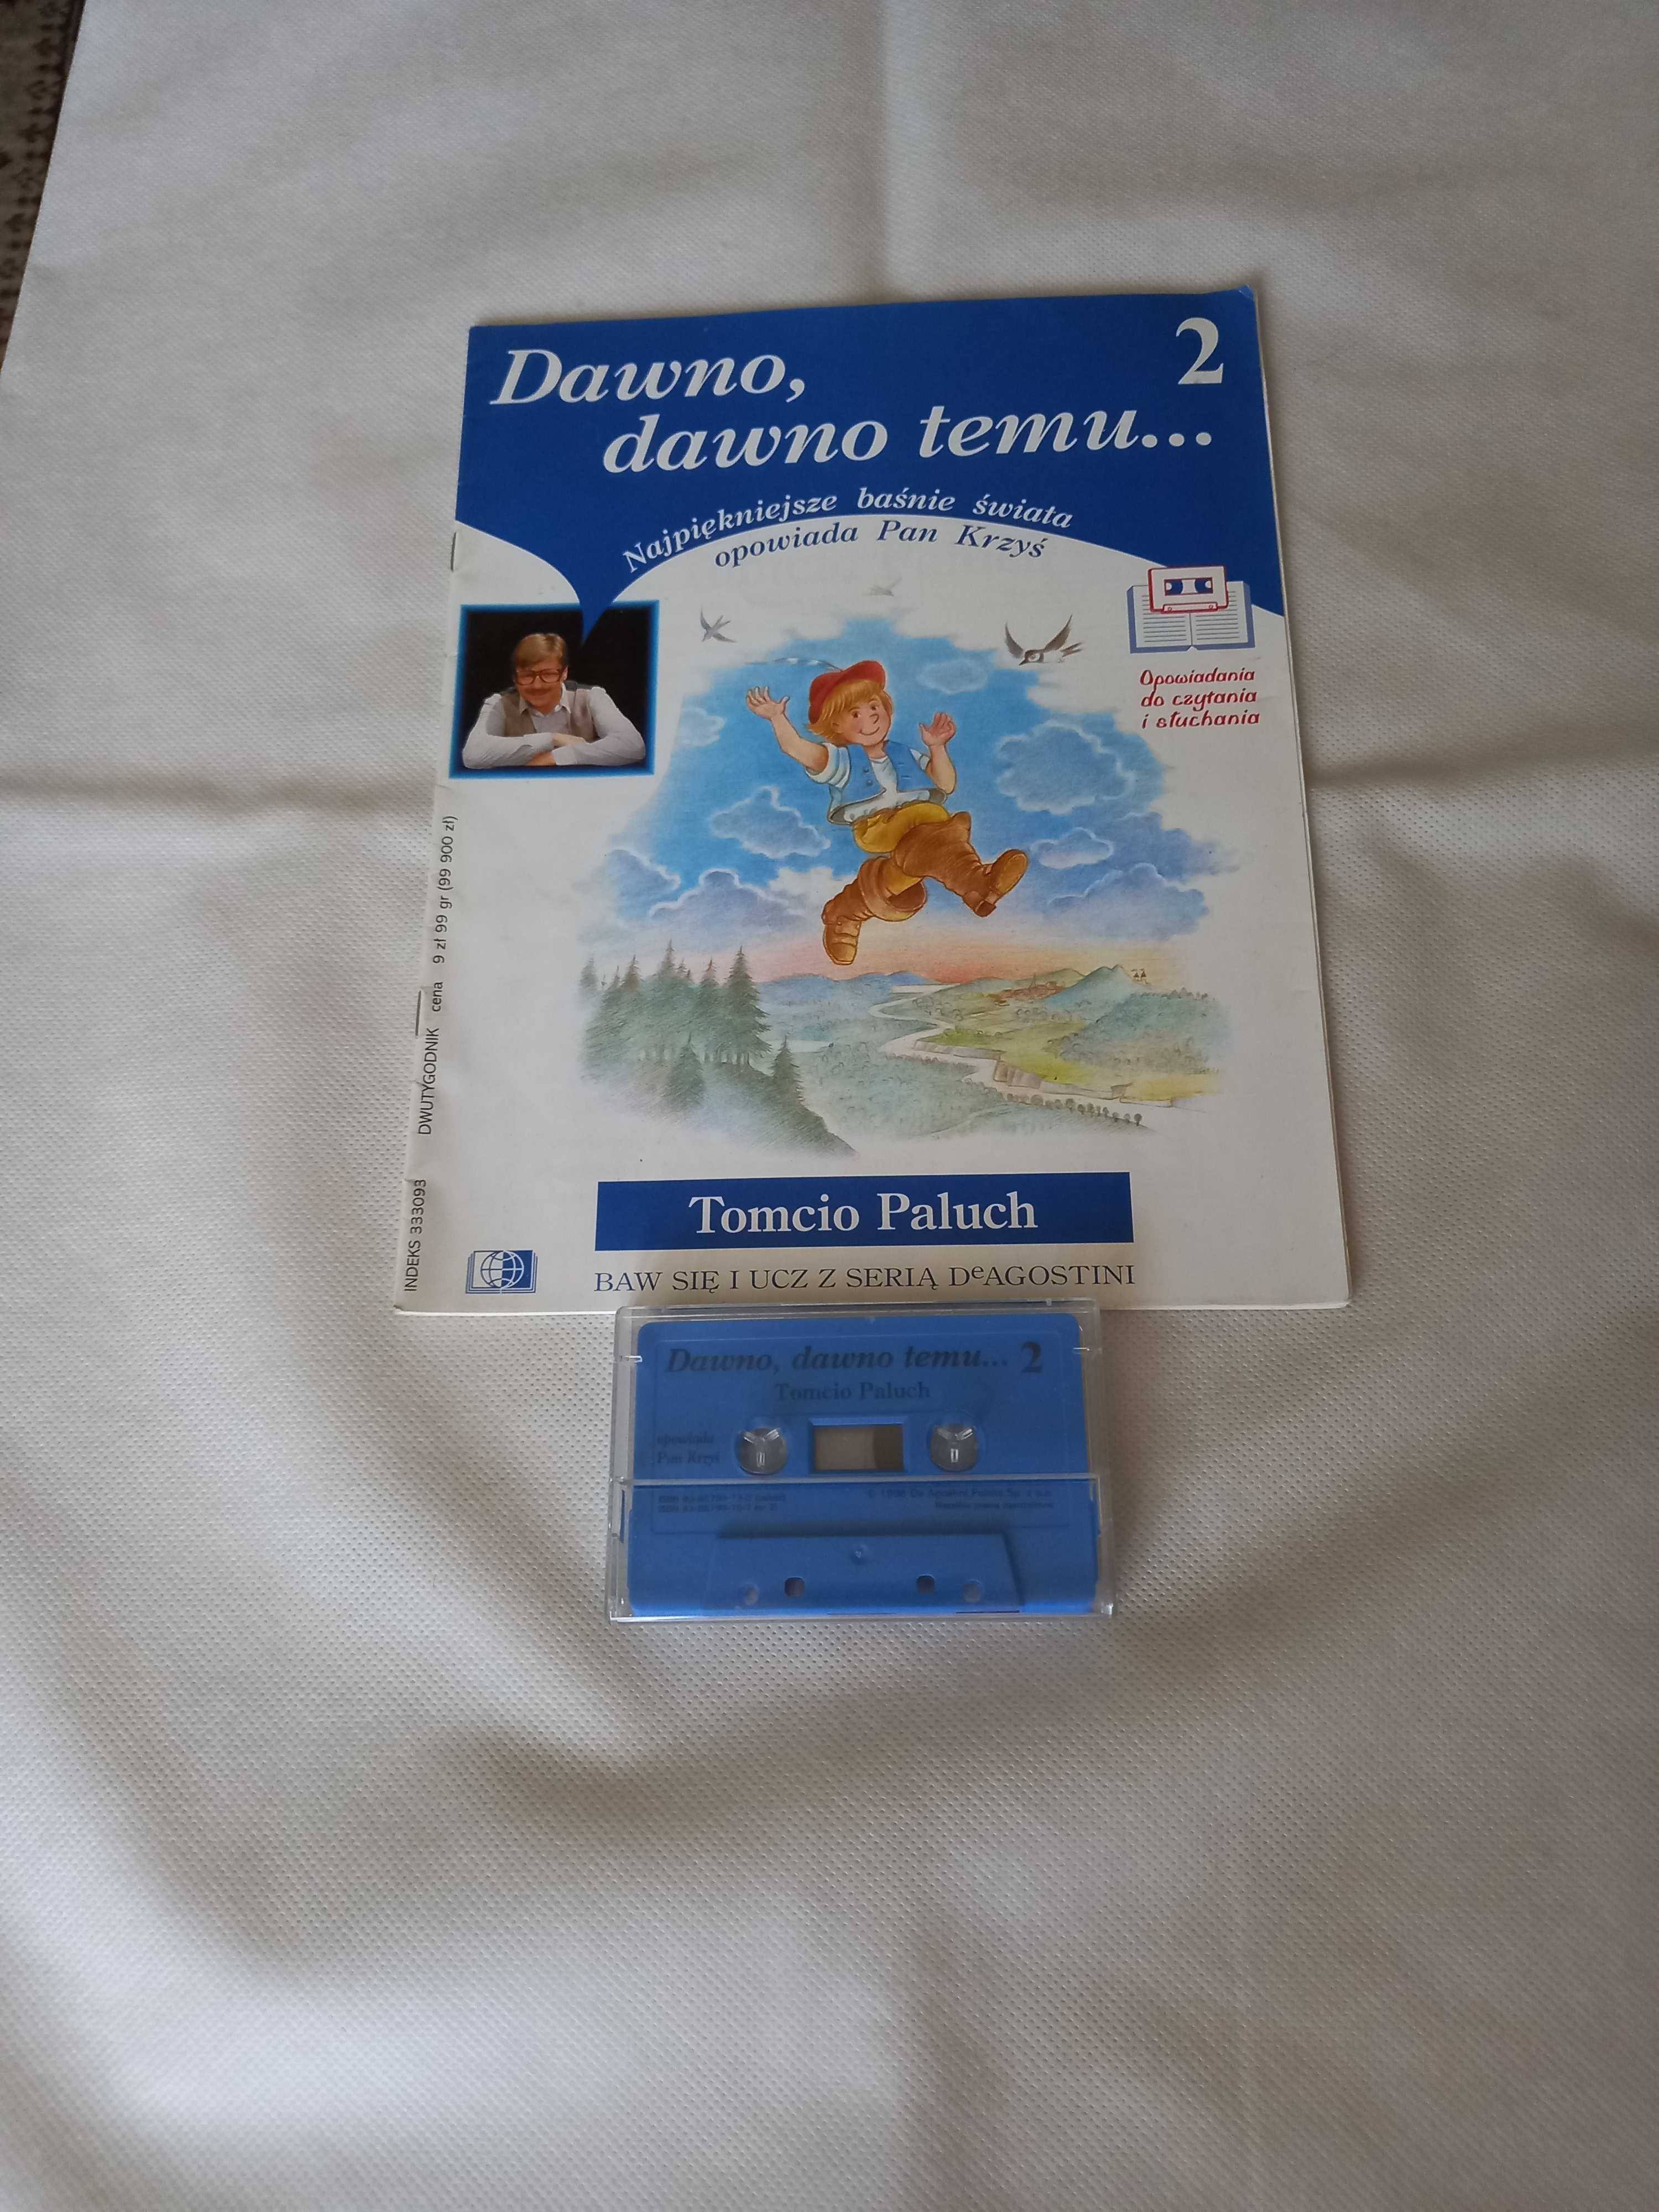 Dawno,
dawno temu...
2
Najpiękniejsze baśnie świata
opowiada Pan Krzyś
Opowiadania
do czytania
i słuchania
INDEKS 333093 DWUTYGODNIK cena 9 zł 99 gr (99 900 zł)
Tomcio Paluch
BAW SIĘ I UCZ Z SERIĄ DeAGOSTINI
Dawno, dawno temu... 2
Tomcio Paluch
opowiada
Pan Krzyś